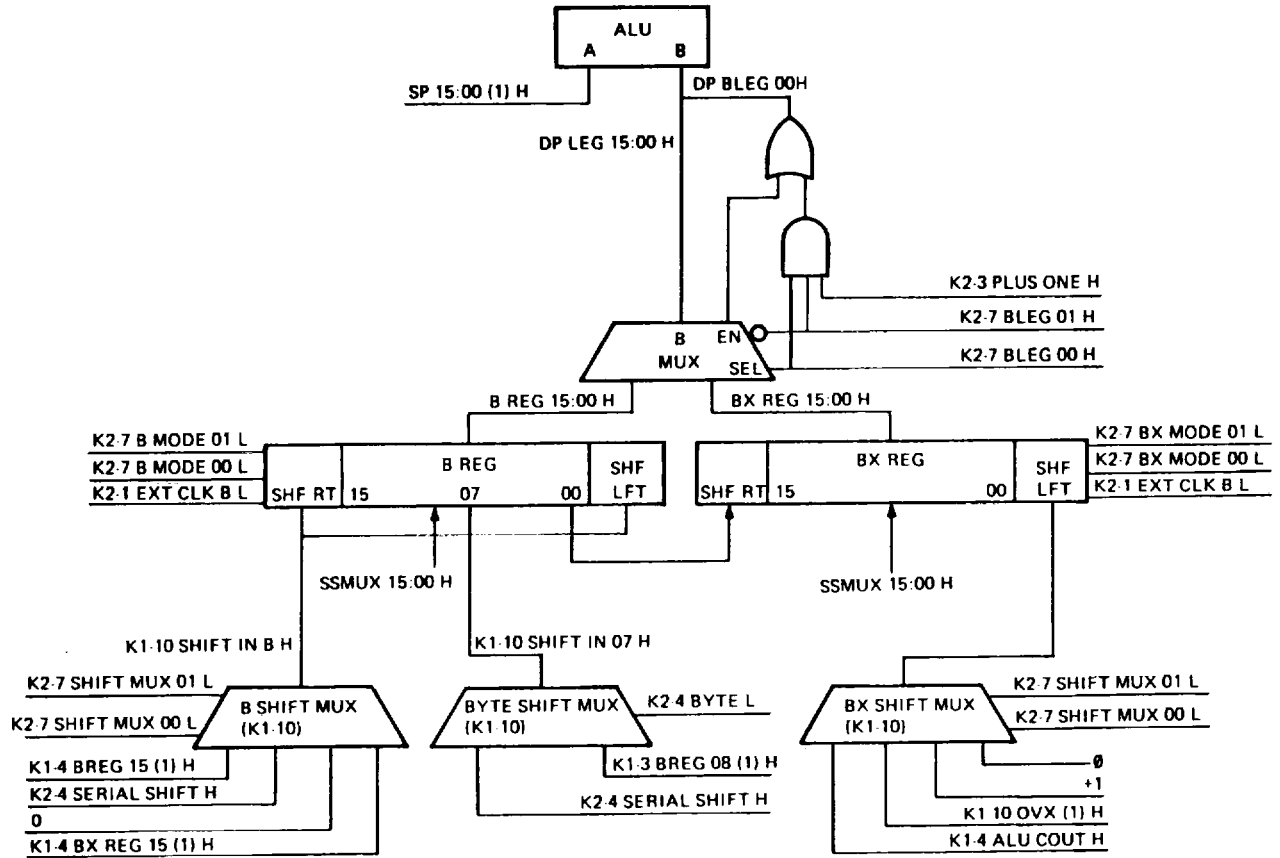 ALU
A B
DP BLEG 00H
SP 15:00 (1) H
DP LEG 15:00 H
K2-3 PLUS ONE H
K2-7 BLEG 01 H
B MUX
EN
SEL
K2-7 BLEG 00 H
B REG 15:00 H
BX REG 15:00 H
K2-7 B MODE 01 L
K2-7 B MODE 00 L
K2-1 EXT CLK B L
SHF RT
B REG
15 07 00
SHF LFT
SHF RT
BX REG
15 00
SHF LFT
K2-7 BX MODE 01 L
K2-7 BX MODE 00 L
K2-1 EXT CLK B L
SSMUX 15:00 H
SSMUX 15:00 H
K1-10 SHIFT IN B H
K1-10 SHIFT IN 07 H
K2-7 SHIFT MUX 01 L
K2-7 SHIFT MUX 00 L
B SHIFT MUX
(K1-10)
BYTE SHIFT MUX
(K1-10)
K2-4 BYTE L
BX SHIFT MUX
(K1-10)
K2-7 SHIFT MUX 01 L
K2-7 SHIFT MUX 00 L
K1-4 BREG 15 (1) H
K2-4 SERIAL SHIFT H
0
K1-4 BX REG 15 (1) H
K1-3 BREG 08 (1) H
K2-4 SERIAL SHIFT H
0
+1
K1 10 OVX (1) H
K1-4 ALU COUT H